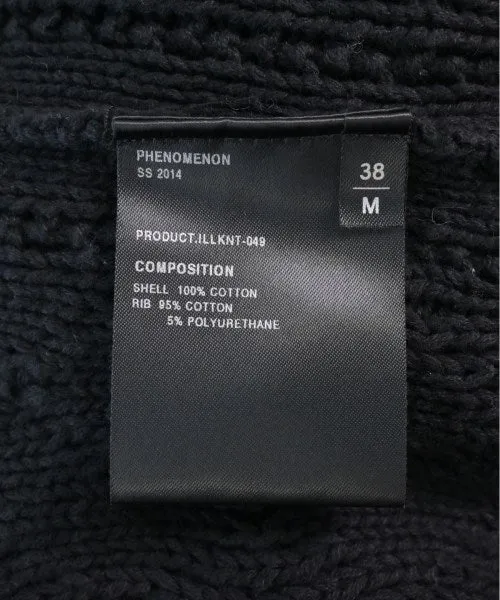 PHENOMENON
SS 2014
38
M
PRODUCT.ILLKNT-049
COMPOSITION
SHELL 100% COTTON
RIB 95% COTTON
5% POLYURETHANE